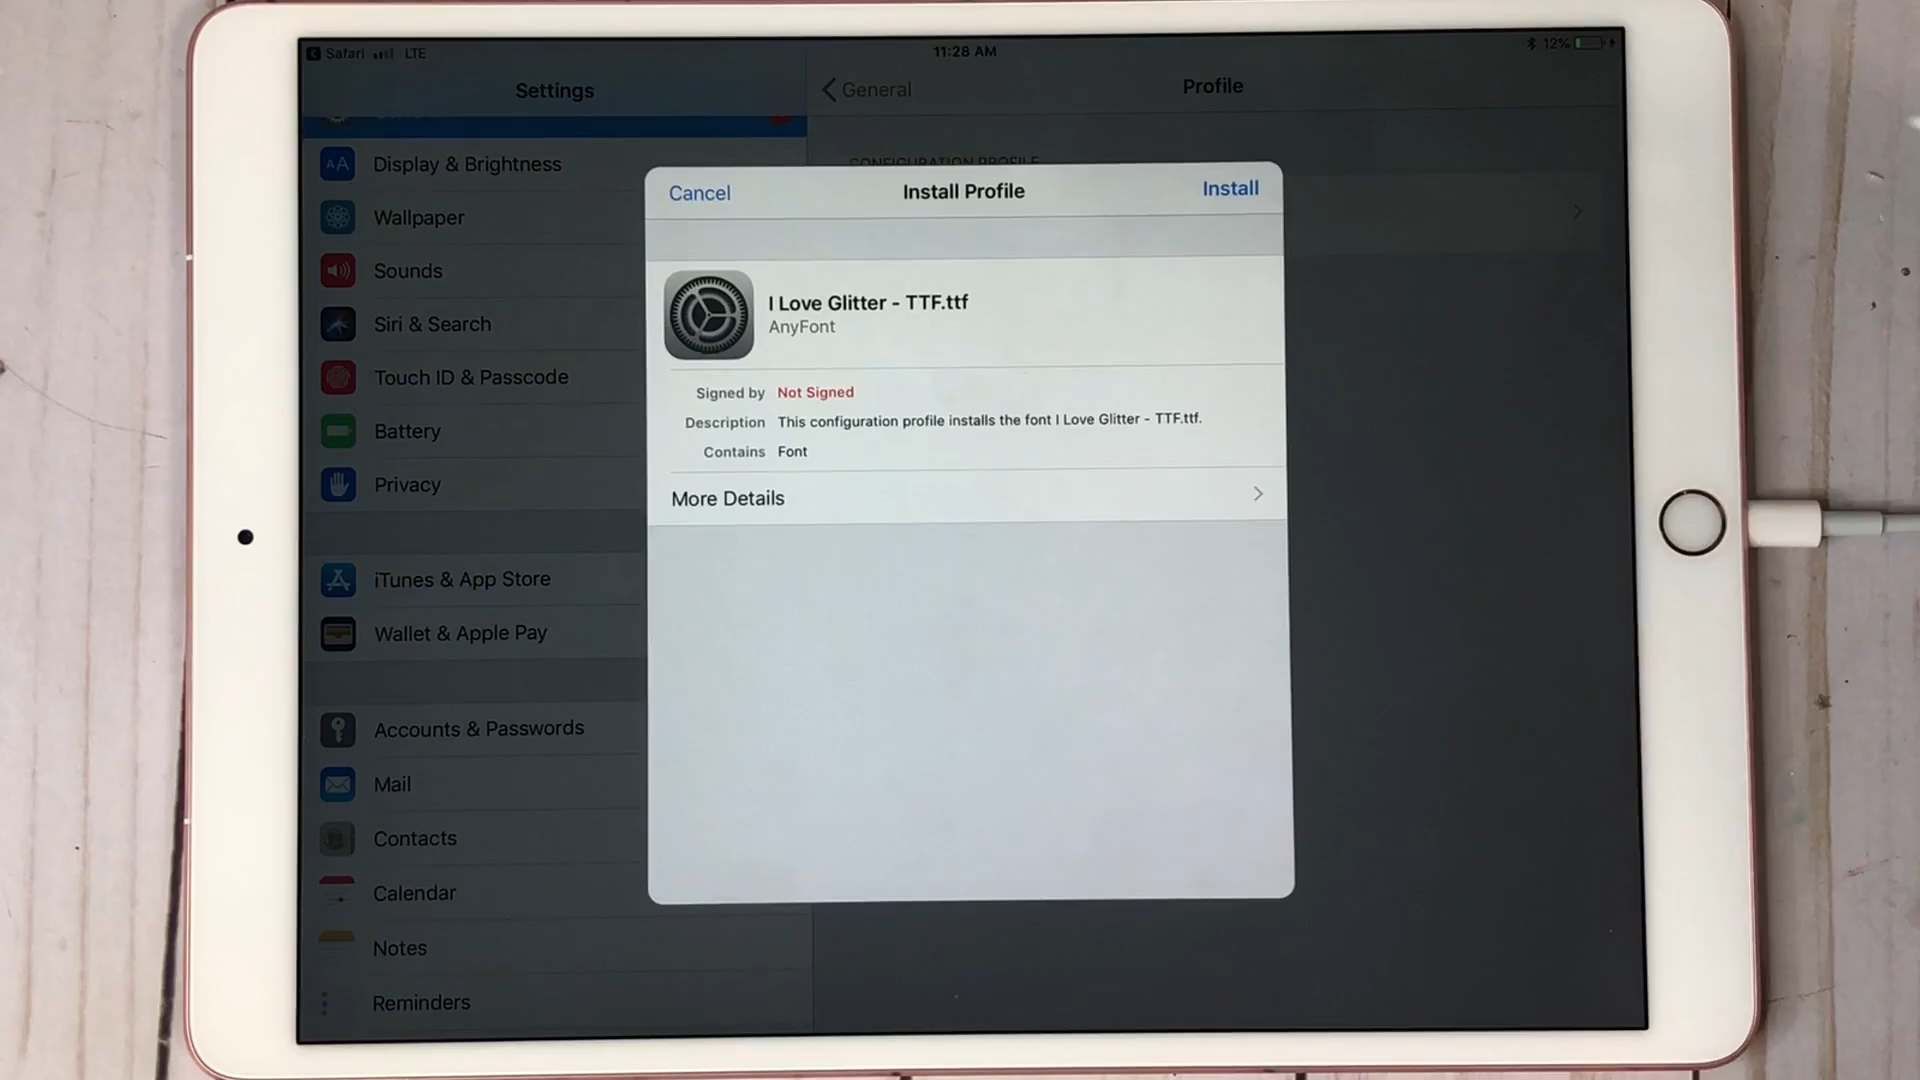 Safari LTE
11:28 AM
12%
Settings
General
Profile
CONFIGURATION PROFILE
AA Display & Brightness
Wallpaper
Sounds
Siri & Search
Touch ID & Passcode
Battery
Privacy
iTunes & App Store
Wallet & Apple Pay
Accounts & Passwords
Mail
Contacts
Calendar
Notes
Reminders
Cancel
Install Profile
Install
I Love Glitter - TTF.ttf
AnyFont
Signed by Not Signed
Description This configuration profile installs the font I Love Glitter - TTF.ttf.
Contains Font
More Details